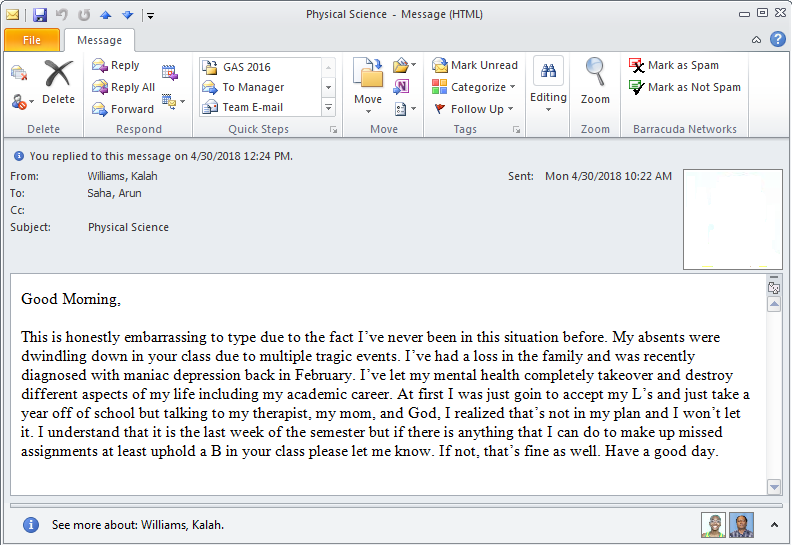 Physical Science - Message (HTML)
File Message
Reply
Reply All
Forward
Delete
GAS 2016
To Manager
Team E-mail
Move
Mark Unread
Categorize
Follow Up
Editing
Zoom
Mark as Spam
Mark as Not Spam
Delete Respond Quick Steps Move Tags Zoom Barracuda Networks
You replied to this message on 4/30/2018 12:24 PM.
From: Williams, Kalah Sent: Mon 4/30/2018 10:22 AM
To: Saha, Arun
Cc:
Subject: Physical Science
Good Morning,
This is honestly embarrassing to type due to the fact I’ve never been in this situation before. My absents were
dwindling down in your class due to multiple tragic events. I’ve had a loss in the family and was recently
diagnosed with maniac depression back in February. I’ve let my mental health completely takeover and destroy
different aspects of my life including my academic career. At first I was just goin to accept my L’s and just take a
year off of school but talking to my therapist, my mom, and God, I realized that’s not in my plan and I won’t let
it. I understand that it is the last week of the semester but if there is anything that I can do to make up missed
assignments at least uphold a B in your class please let me know. If not, that’s fine as well. Have a good day.
See more about: Williams, Kalah.